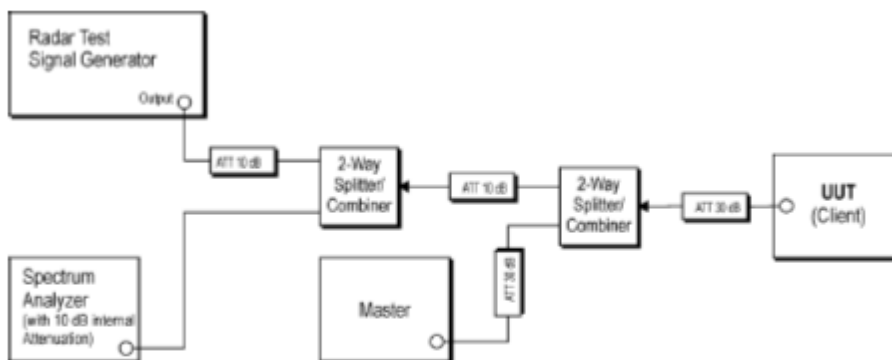 Radar Test
Signal Generator
Output
ATT 10 dB
2-Way
Splitter/
Combiner
ATT 10 dB
2-Way
Splitter/
Combiner
ATT 30 dB
UUT
(Client)
Spectrum
Analyzer
(with 10 dB internal
Attenuation)
Master
ATT 30 dB